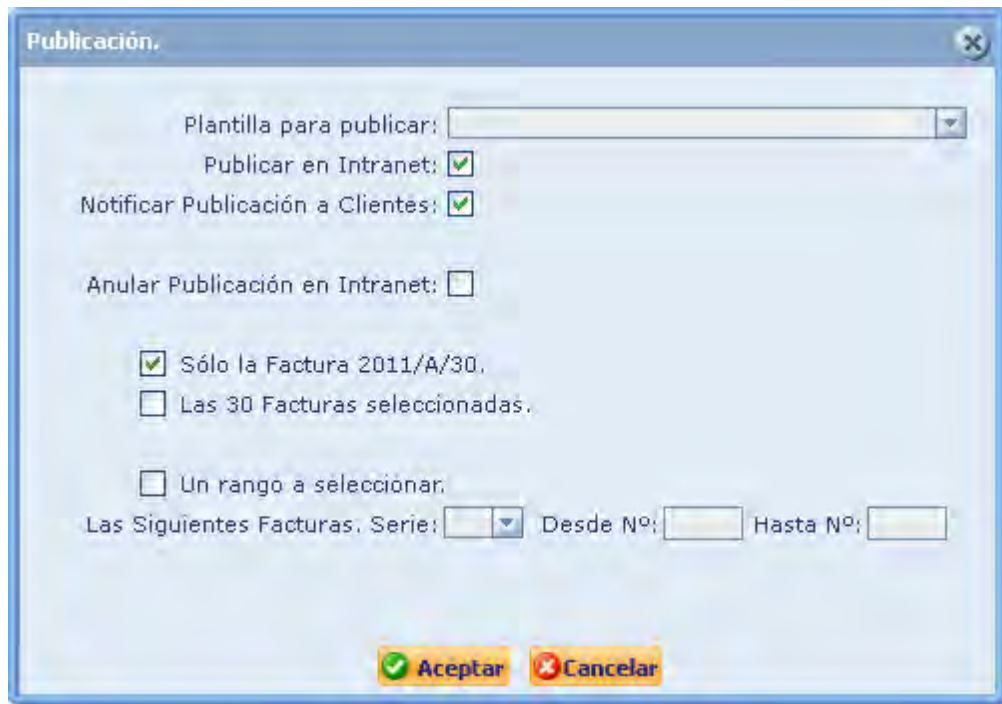 Publicación.
Plantilla para publicar:
Publicar en Intranet:
Notificar Publicación a Clientes:
Anular Publicación en Intranet:
Sólo la Factura 2011/A/30.
Las 30 Facturas seleccionadas.
Un rango a seleccionar.
Las Siguientes Facturas. Serie: Desde Nº: Hasta Nº:
Aceptar Cancelar